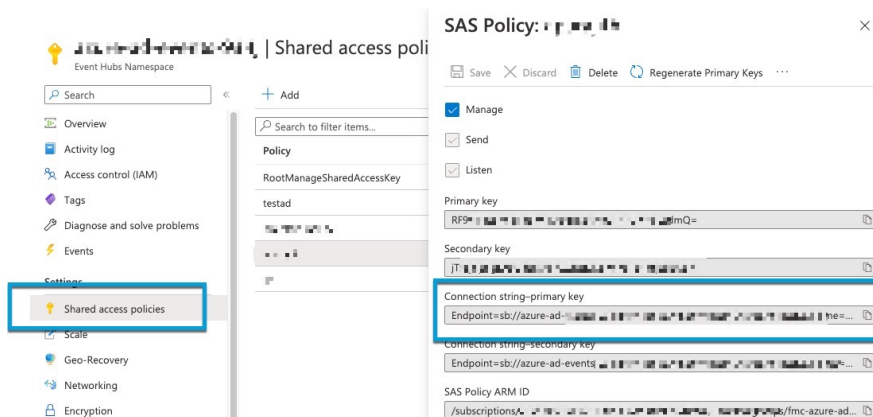 | Shared access poli
Event Hubs Namespace
Search
«
Overview
Activity log
Access control (IAM)
Tags
Diagnose and solve problems
Events
Settings
Shared access policies
Scale
Geo-Recovery
Networking
Encryption
+ Add
Search to filter items...
Policy
RootManageSharedAccessKey
testad
SAS Policy:
Save Discard Delete Regenerate Primary Keys ...
Manage
Send
Listen
Primary key
RF9 dmQ=
Secondary key
jT
Connection string–primary key
Endpoint=sb://azure-ad- me=...
Connection string–secondary key
Endpoint=sb://azure-ad-events =...
SAS Policy ARM ID
/subscriptions/ /fmc-azure-ad...